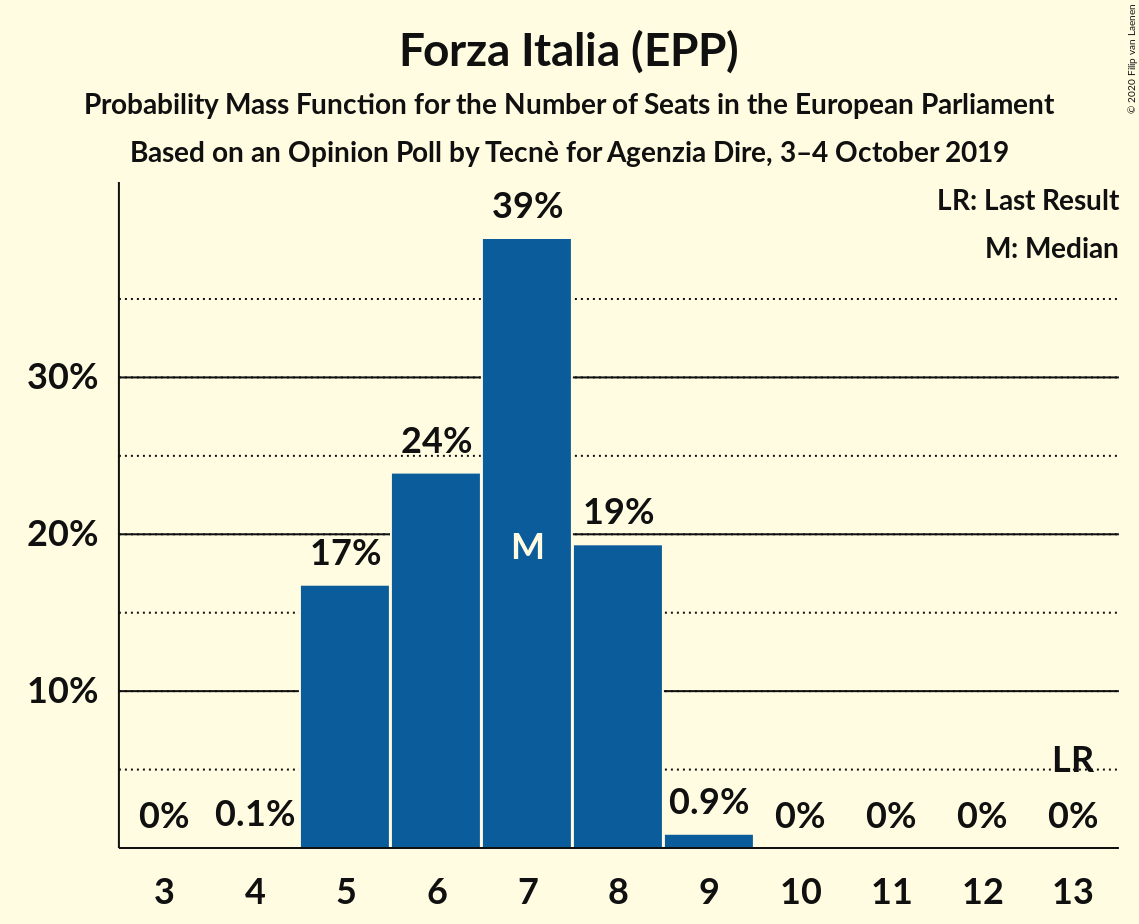 Forza Italia (EPP)
Probability Mass Function for the Number of Seats in the European Parliament
Based on an Opinion Poll by Tecnè for Agenzia Dire, 3–4 October 2019
© 2020 Filip van Laenen
LR: Last Result
M: Median
39%
30%
24%
20%
19%
17%
M
10%
LR
0%
0.1%
0.9%
0%
0%
0%
0%
3 4 5 6 7 8 9 10 11 12 13